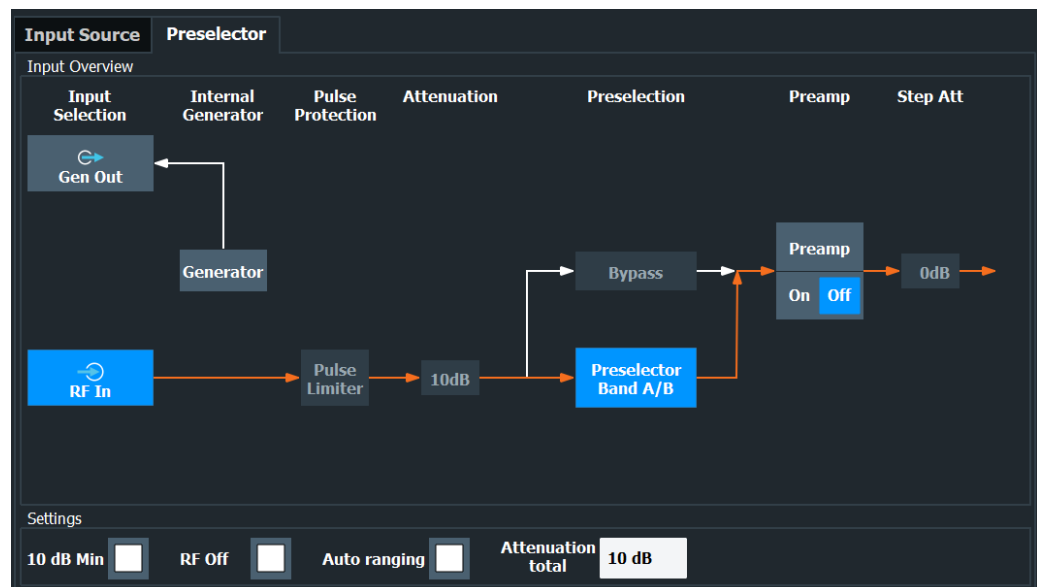 Input Source Preselector
Input Overview
Input Internal Pulse Attenuation Preselection Preamp Step Att
Selection Generator Protection
Gen Out
Preamp
Generator Bypass 0dB
On Off
Pulse Preselector
RF In Limiter 10dB Band A/B
Settings
10 dB Min RF Off Auto ranging Attenuation total 10 dB